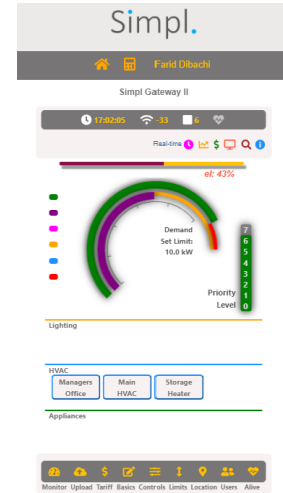 Simpl.
Farid Dibachi
Simpl Gateway II
17:02:05 -33 6
Real-time
el: 43%
Demand
Set Limit:
10.0 kW
7
6
5
4
3
2
1
0
Priority
Level
Lighting
HVAC
Managers Office
Main HVAC
Storage Heater
Appliances
Monitor Upload Tariff Basics Controls Limits Location Users Alive